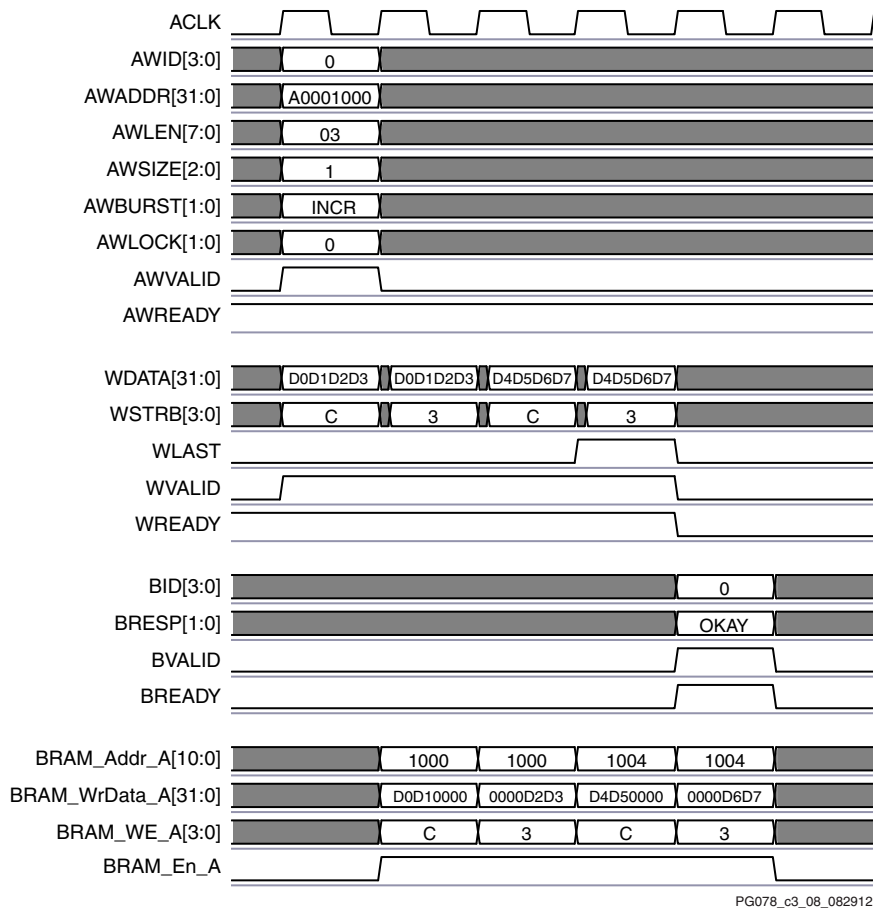 ACLK
AWID[3:0] 0
AWADDR[31:0] A0001000
AWLEN[7:0] 03
AWSIZE[2:0] 1
AWBURST[1:0] INCR
AWLOCK[1:0] 0
AWVALID
AWREADY
WDATA[31:0] D0D1D2D3 D0D1D2D3 D4D5D6D7 D4D5D6D7
WSTRB[3:0] C 3 C 3
WLAST
WVALID
WREADY
BID[3:0] 0
BRESP[1:0] OKAY
BVALID
BREADY
BRAM_Addr_A[10:0] 1000 1000 1004 1004
BRAM_WrData_A[31:0] D0D10000 0000D2D3 D4D50000 0000D6D7
BRAM_WE_A[3:0] C 3 C 3
BRAM_En_A
PG078_c3_08_082912